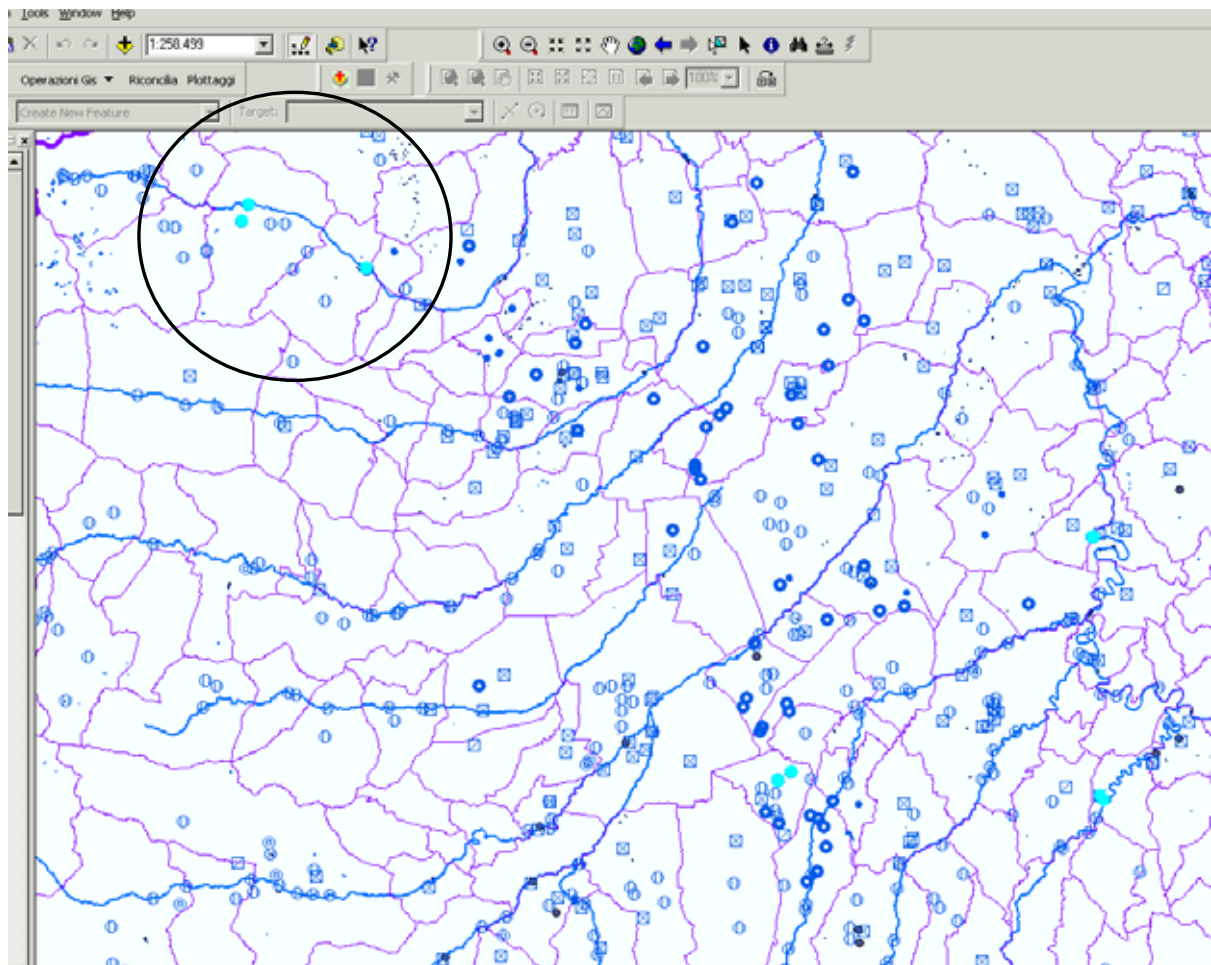 Tools Window Help
1:258.499
Operazioni Gis Riconcilia Plottaggi 100%
Create New Feature Target: